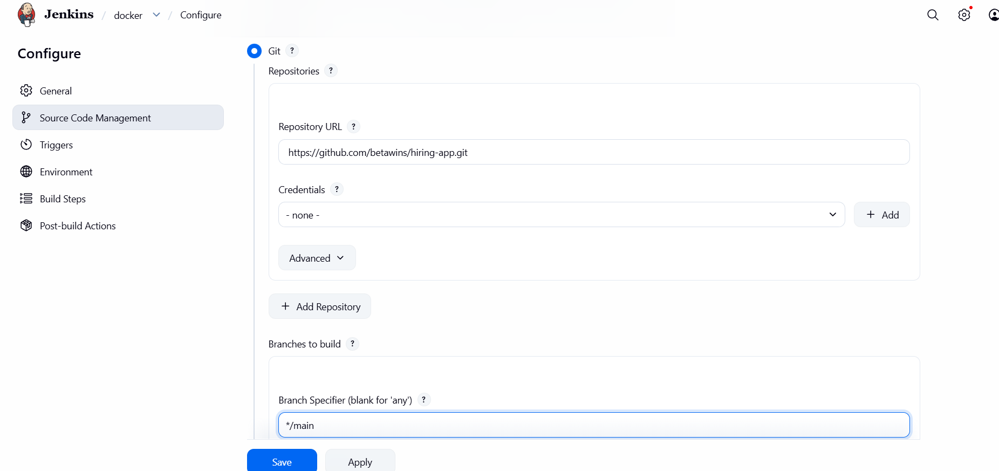 Jenkins / docker / Configure
Configure
General
Source Code Management
Triggers
Environment
Build Steps
Post-build Actions
Git ?
Repositories ?
Repository URL ?
https://github.com/betawins/hiring-app.git
Credentials ?
- none -
+ Add
Advanced
+ Add Repository
Branches to build ?
Branch Specifier (blank for 'any') ?
*/main
Save
Apply